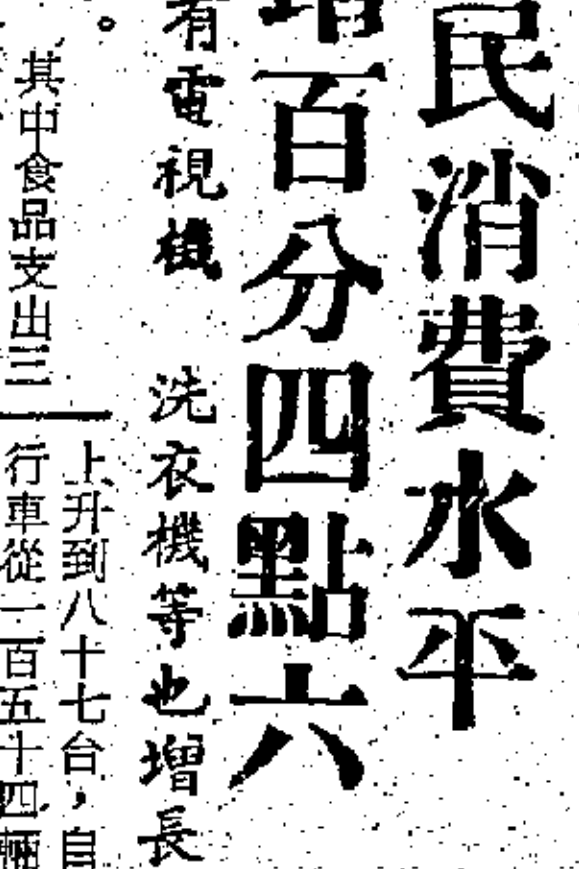 民消費水平
增百分四點六
有電視機 洗衣機等也增長
。
其中食品支出三
上升到八十七台，自
行車從一百五十四輛